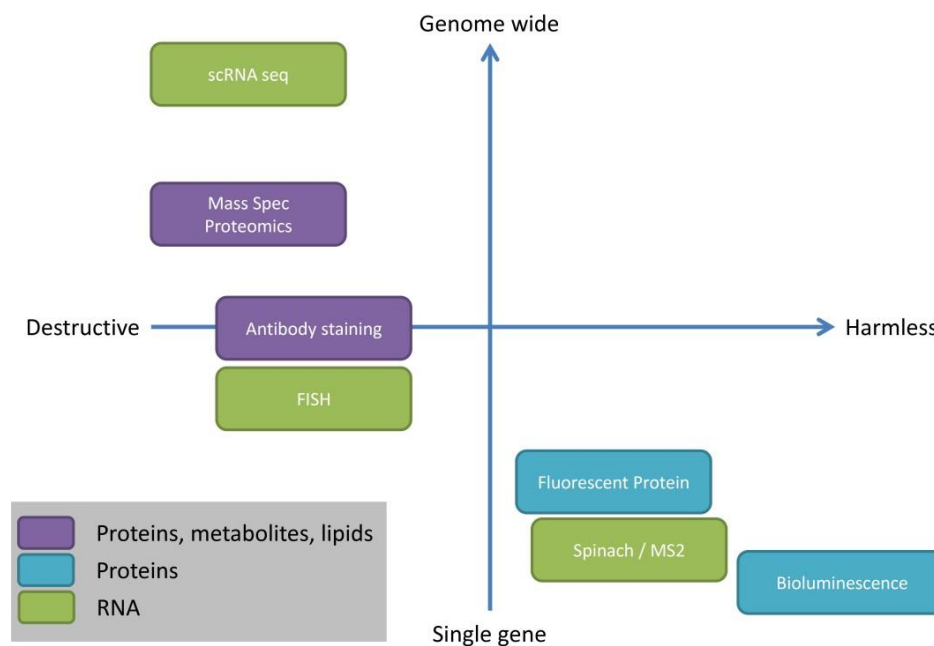 Genome wide
scRNA seq
Mass Spec
Proteomics
Destructive
Antibody staining
Harmless
FISH
Fluorescent Protein
Spinach / MS2
Bioluminescence
Proteins, metabolites, lipids
Proteins
RNA
Single gene